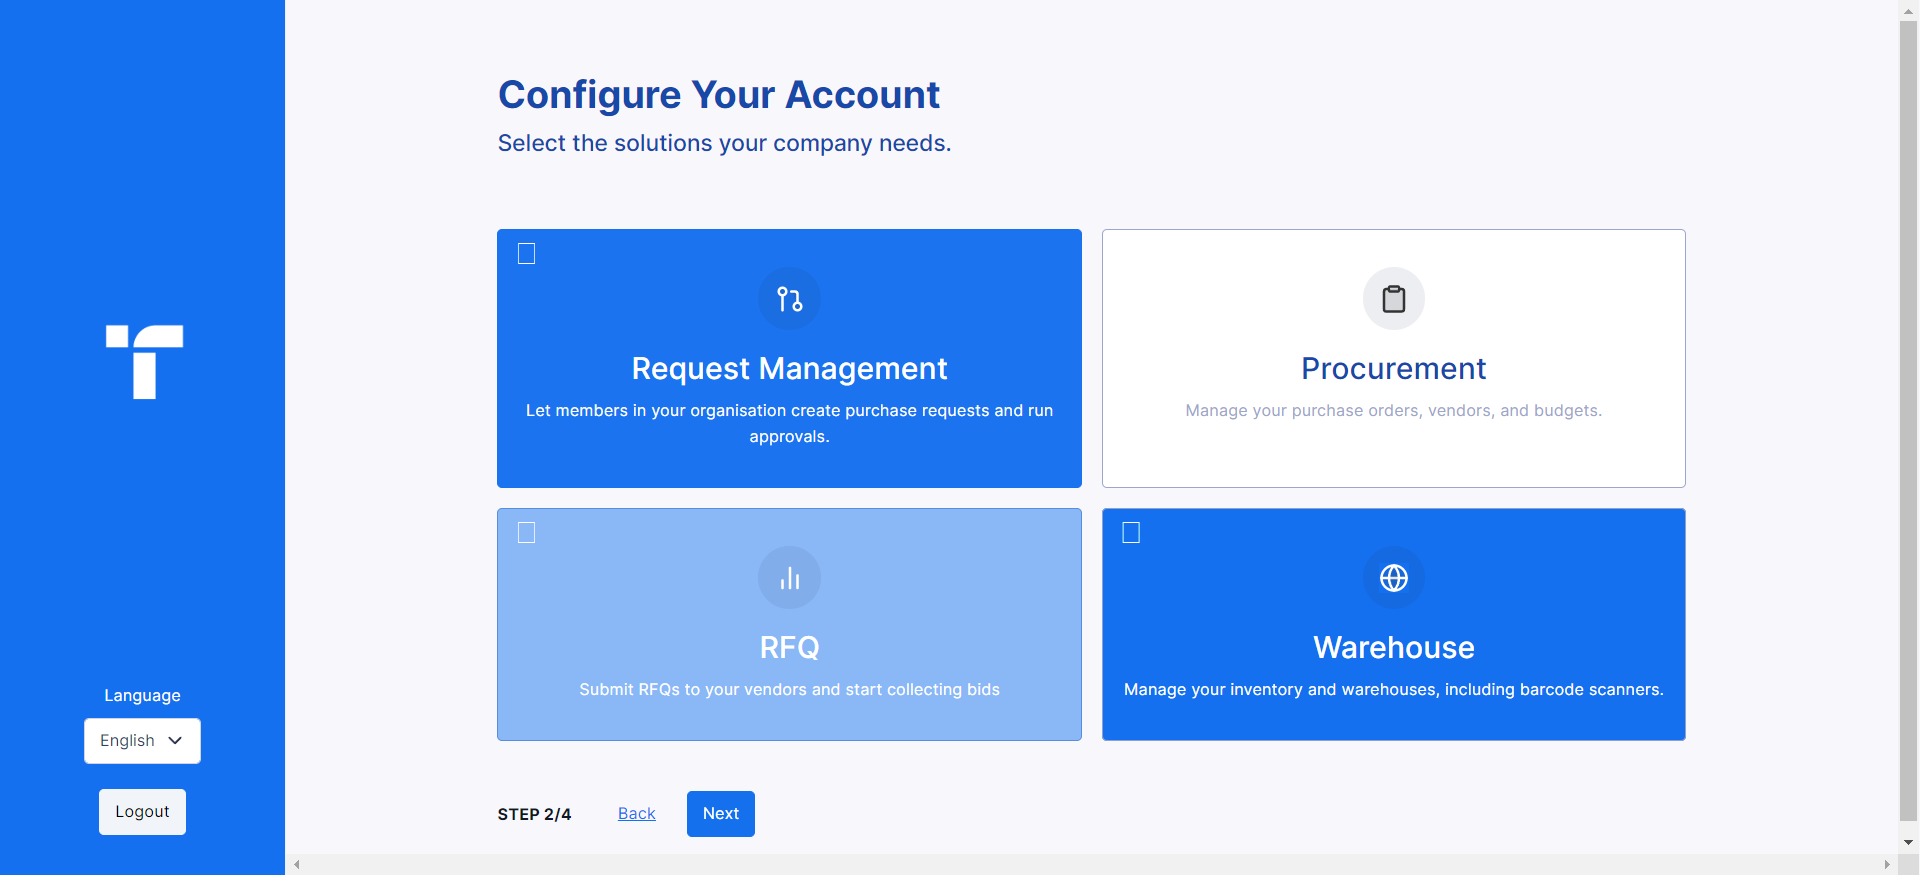 Configure Your Account
Select the solutions your company needs.
Request Management
Let members in your organisation create purchase requests and run
approvals.
Procurement
Manage your purchase orders, vendors, and budgets.
RFQ
Submit RFQs to your vendors and start collecting bids
Warehouse
Manage your inventory and warehouses, including barcode scanners.
Language
English
Logout
STEP 2/4
Back
Next